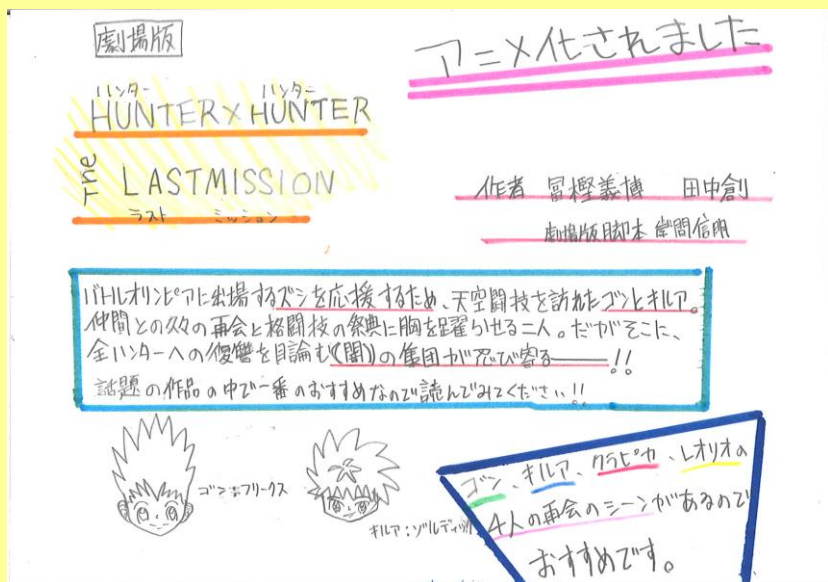 劇場版
アニメ化されました
ハンター ハンター
HUNTER×HUNTER
The LASTMISSION
ラスト ミッション
作者 冨樫義博 田中創
劇場版脚本 岸間信明
バトルオリンピアに出場するズシを応援するため、天空闘技を訪れたゴンとキルア。
仲間との久々の再会と格闘技の祭典に胸を躍らせる二人。だがそこに、
全ハンターへの復讐を目論む《闇》の集団が忍び寄る――!!
話題の作品の中で一番のおすすめなので読んでみてください!!
ゴン=フリークス
キルア:ゾルディック
ゴン、キルア、クラピカ、レオリオの
4人の再会のシーンがあるので
おすすめです。